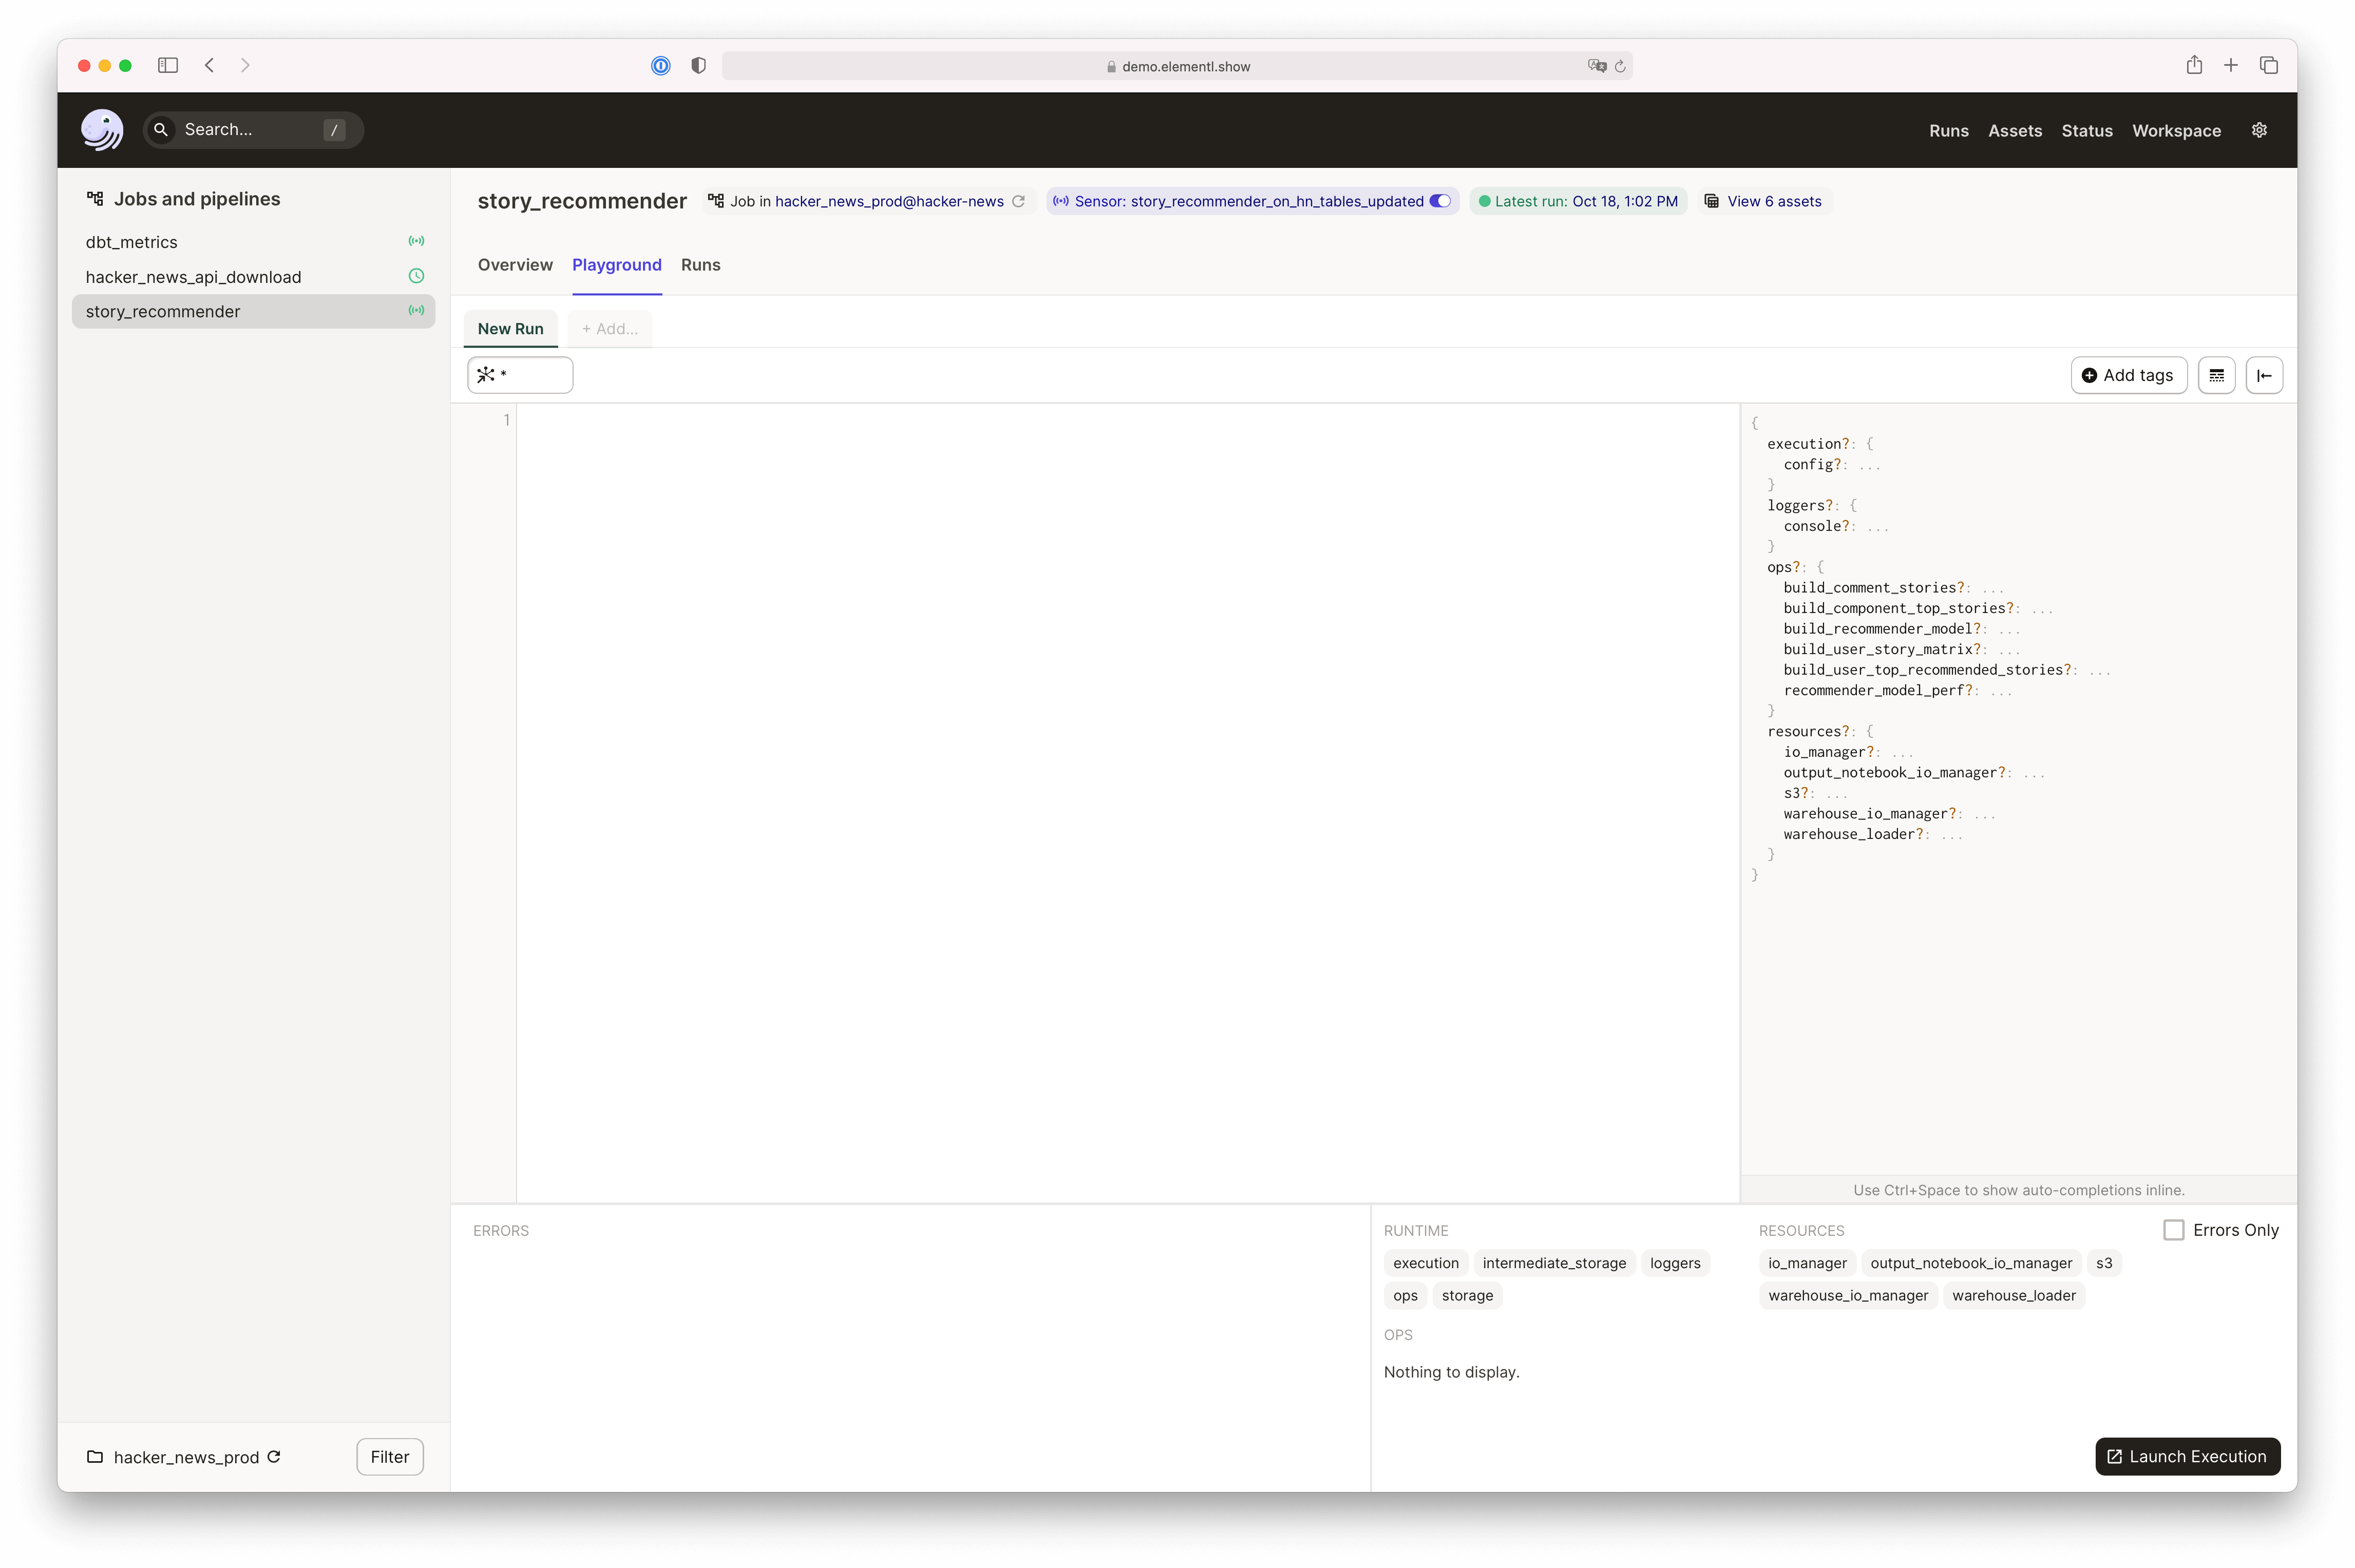 demo.elementl.show
Search... /
Runs Assets Status Workspace
Jobs and pipelines
dbt_metrics
hacker_news_api_download
story_recommender
story_recommender Job in hacker_news_prod@hacker-news Sensor: story_recommender_on_hn_tables_updated Latest run: Oct 18, 1:02 PM View 6 assets
Overview Playground Runs
New Run + Add...
* Add tags
1
{
execution?: {
config?: ...
}
loggers?: {
console?: ...
}
ops?: {
build_comment_stories?: ...
build_component_top_stories?: ...
build_recommender_model?: ...
build_user_story_matrix?: ...
build_user_top_recommended_stories?: ...
recommender_model_perf?: ...
}
resources?: {
io_manager?: ...
output_notebook_io_manager?: ...
s3?: ...
warehouse_io_manager?: ...
warehouse_loader?: ...
}
}
Use Ctrl+Space to show auto-completions inline.
ERRORS
RUNTIME
execution intermediate_storage loggers
ops storage
RESOURCES
io_manager output_notebook_io_manager s3
warehouse_io_manager warehouse_loader
Errors Only
OPS
Nothing to display.
hacker_news_prod Filter
Launch Execution